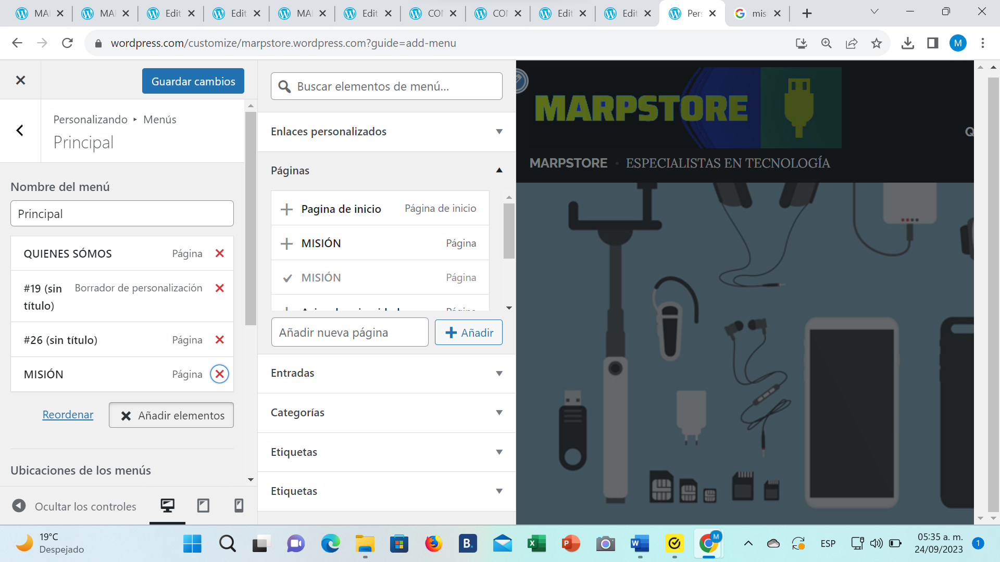 MA
MA
Edit
Edit
MA
Edit
CO
CO
Edit
Edit
Pers
mis
wordpress.com/customize/marpstore.wordpress.com?guide=add-menu
M
Guardar cambios
Personalizando ▸ Menús
Principal
Nombre del menú
Principal
QUIENES SÓMOS Página
#19 (sin título) Borrador de personalización
#26 (sin título) Página
MISIÓN Página
Reordenar
Añadir elementos
Ubicaciones de los menús
Ocultar los controles
Buscar elementos de menú...
Enlaces personalizados
Páginas
Pagina de inicio Página de inicio
MISIÓN Página
MISIÓN Página
Añadir nueva página
Añadir
Entradas
Categorías
Etiquetas
Etiquetas
MARPSTORE
Q
MARPSTORE • ESPECIALISTAS EN TECNOLOGÍA
19°C
Despejado
B.
M
ESP
05:35 a. m.
24/09/2023
1